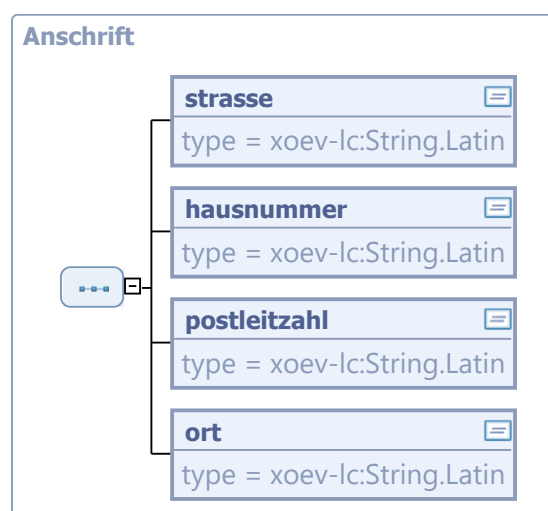 Anschrift
strasse
type = xoev-lc:String.Latin
hausnummer
type = xoev-lc:String.Latin
postleitzahl
type = xoev-lc:String.Latin
ort
type = xoev-lc:String.Latin